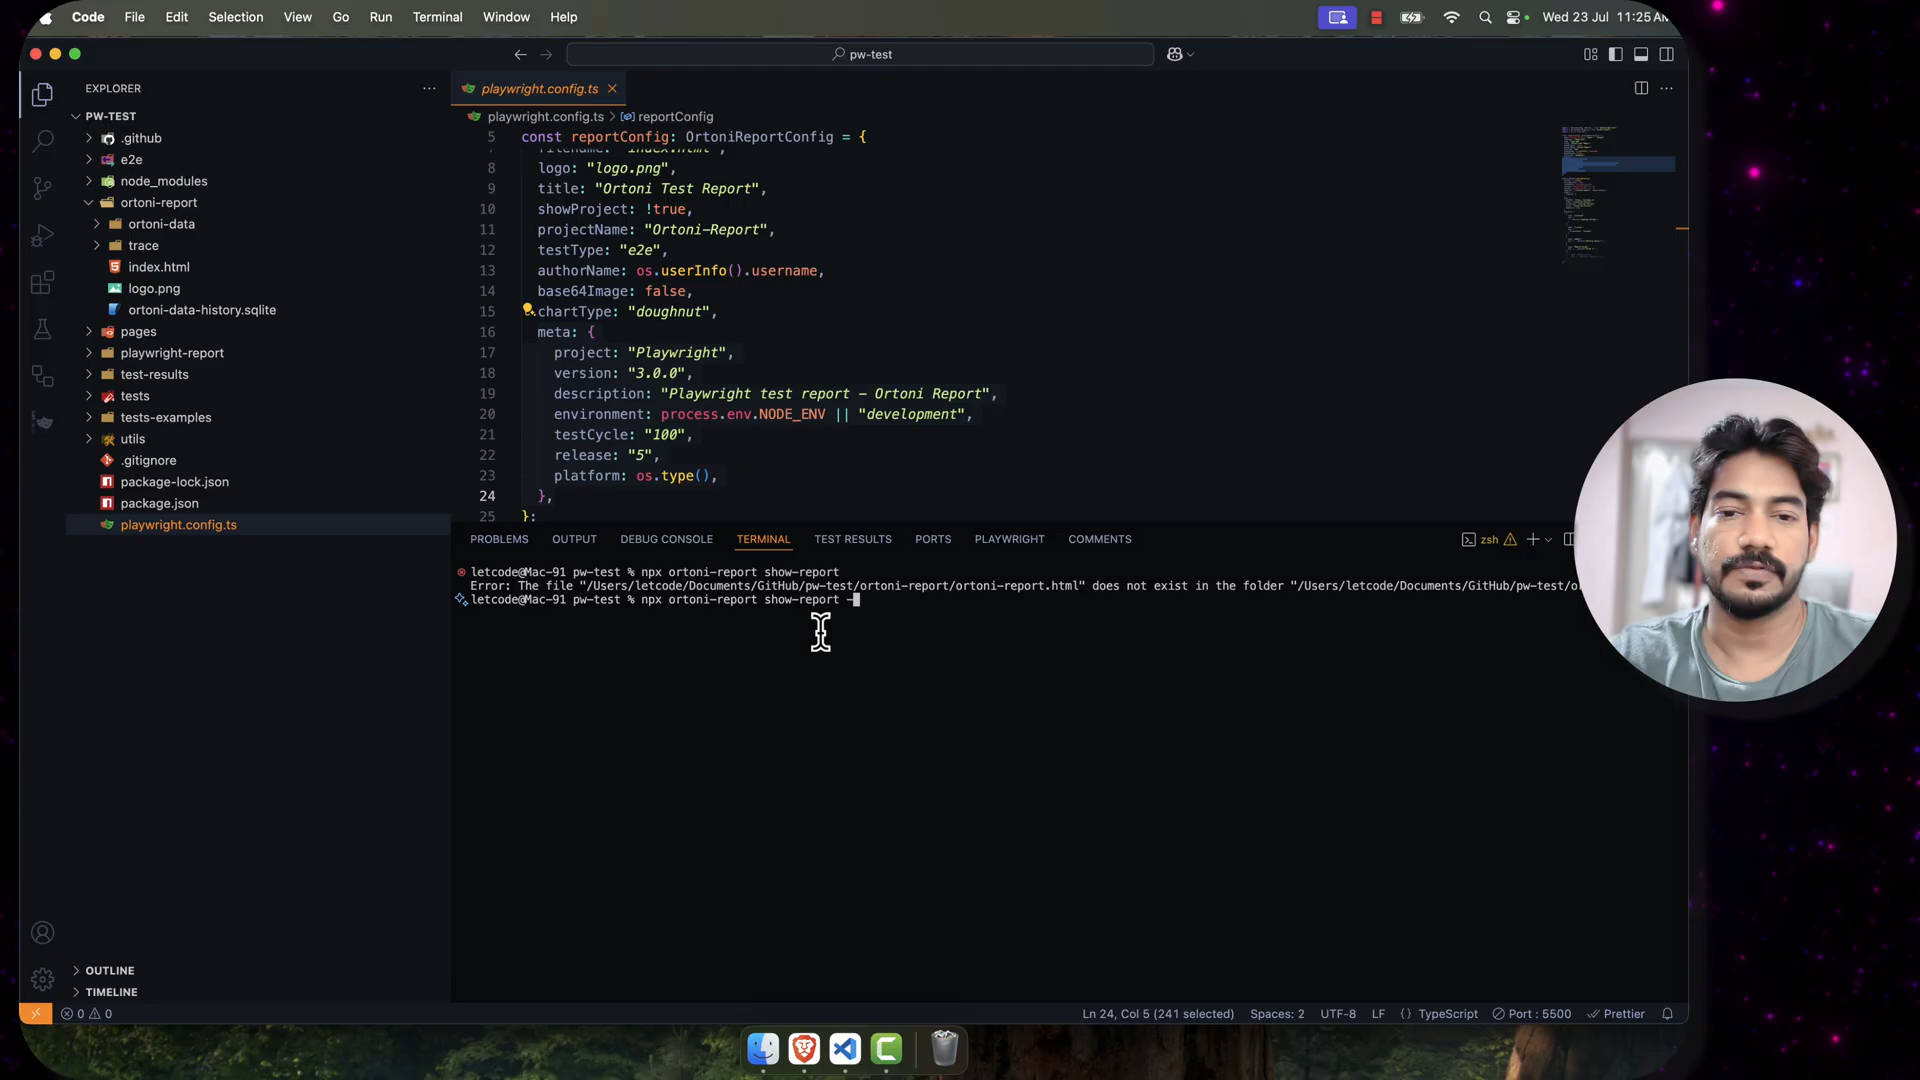 Code File Edit Selection View Go Run Terminal Window Help
Wed 23 Jul 11:25
pw-test
EXPLORER
playwright.config.ts
playwright.config.ts > reportConfig
PW-TEST
.github
e2e
node_modules
ortoni-report
ortoni-data
trace
index.html
logo.png
ortoni-data-history.sqlite
pages
playwright-report
test-results
tests
tests-examples
utils
.gitignore
package-lock.json
package.json
playwright.config.ts
OUTLINE
TIMELINE
5 const reportConfig: OrtoniReportConfig = {
8 logo: "logo.png",
9 title: "Ortoni Test Report",
10 showProject: !true,
11 projectName: "Ortoni-Report",
12 testType: "e2e",
13 authorName: os.userInfo().username,
14 base64Image: false,
15 chartType: "doughnut",
16 meta: {
17 project: "Playwright",
18 version: "3.0.0",
19 description: "Playwright test report - Ortoni Report",
20 environment: process.env.NODE_ENV || "development",
21 testCycle: "100",
22 release: "5",
23 platform: os.type(),
24 },
25 };
PROBLEMS OUTPUT DEBUG CONSOLE TERMINAL TEST RESULTS PORTS PLAYWRIGHT COMMENTS
zsh
letcode@Mac-91 pw-test % npx ortoni-report show-report
Error: The file "/Users/letcode/Documents/GitHub/pw-test/ortoni-report/ortoni-report.html" does not exist in the folder "/Users/letcode/Documents/GitHub/pw-test/
letcode@Mac-91 pw-test % npx ortoni-report show-report -
0 0
Ln 24, Col 5 (241 selected) Spaces: 2 UTF-8 LF {} TypeScript Port : 5500 Prettier